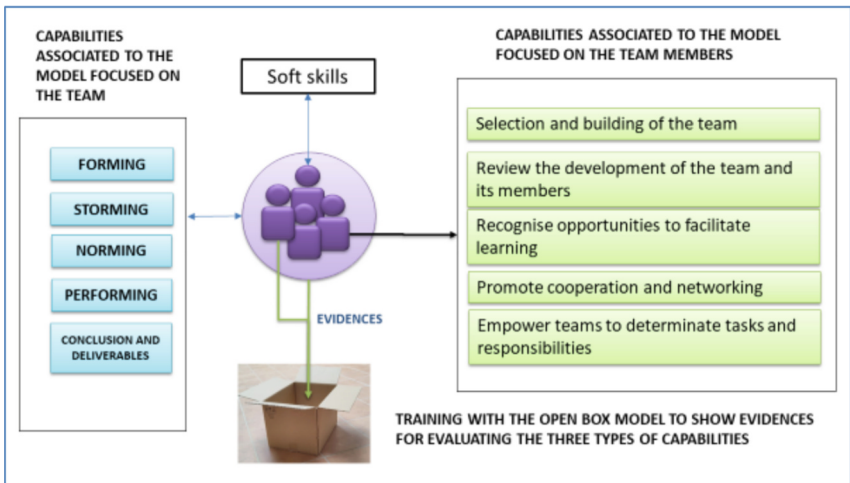 CAPABILITIES
ASSOCIATED TO THE
MODEL FOCUSED ON
THE TEAM
FORMING
STORMING
NORMING
PERFORMING
CONCLUSION AND
DELIVERABLES
Soft skills
EVIDENCES
CAPABILITIES ASSOCIATED TO THE MODEL
FOCUSED ON THE TEAM MEMBERS
Selection and building of the team
Review the development of the team and
its members
Recognise opportunities to facilitate
learning
Promote cooperation and networking
Empower teams to determinate tasks and
responsibilities
TRAINING WITH THE OPEN BOX MODEL TO SHOW EVIDENCES
FOR EVALUATING THE THREE TYPES OF CAPABILITIES